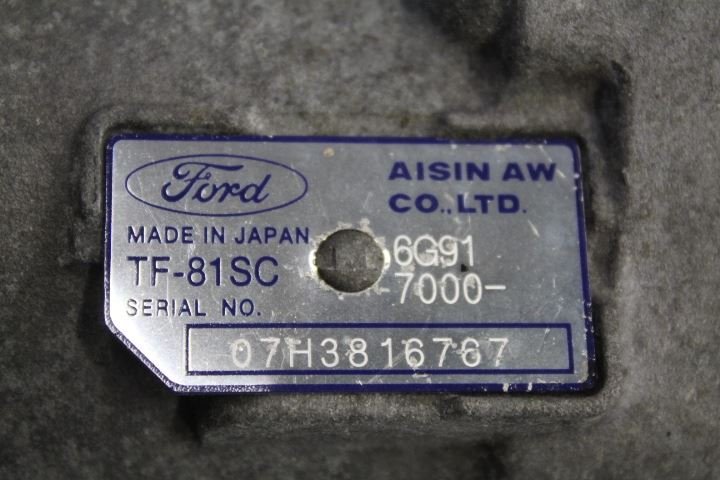 Ford
AISIN AW
CO.,LTD.
MADE IN JAPAN
TF-81SC
6G91
-7000-
SERIAL NO.
07H3816767